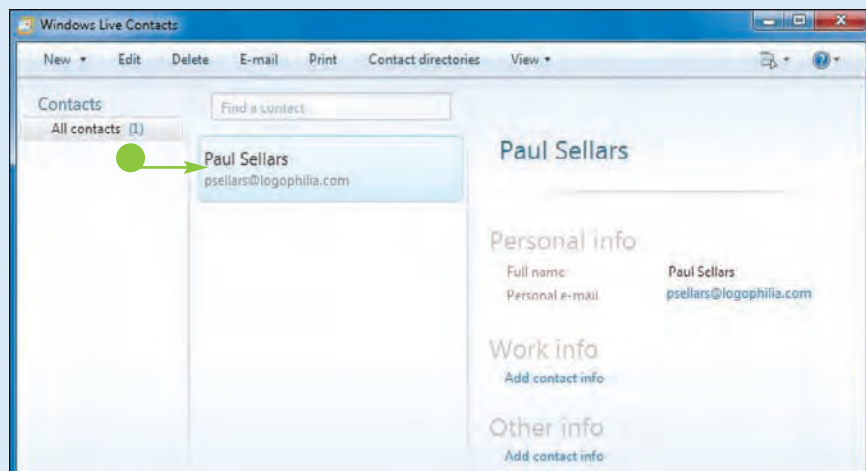 Windows Live Contacts
New Edit Delete E-mail Print Contact directories View
Contacts
All contacts (1)
Find a contact
Paul Sellars
psellars@logophilia.com
Paul Sellars
Personal info
Full name Paul Sellars
Personal e-mail psellars@logophilia.com
Work info
Add contact info
Other info
Add contact info